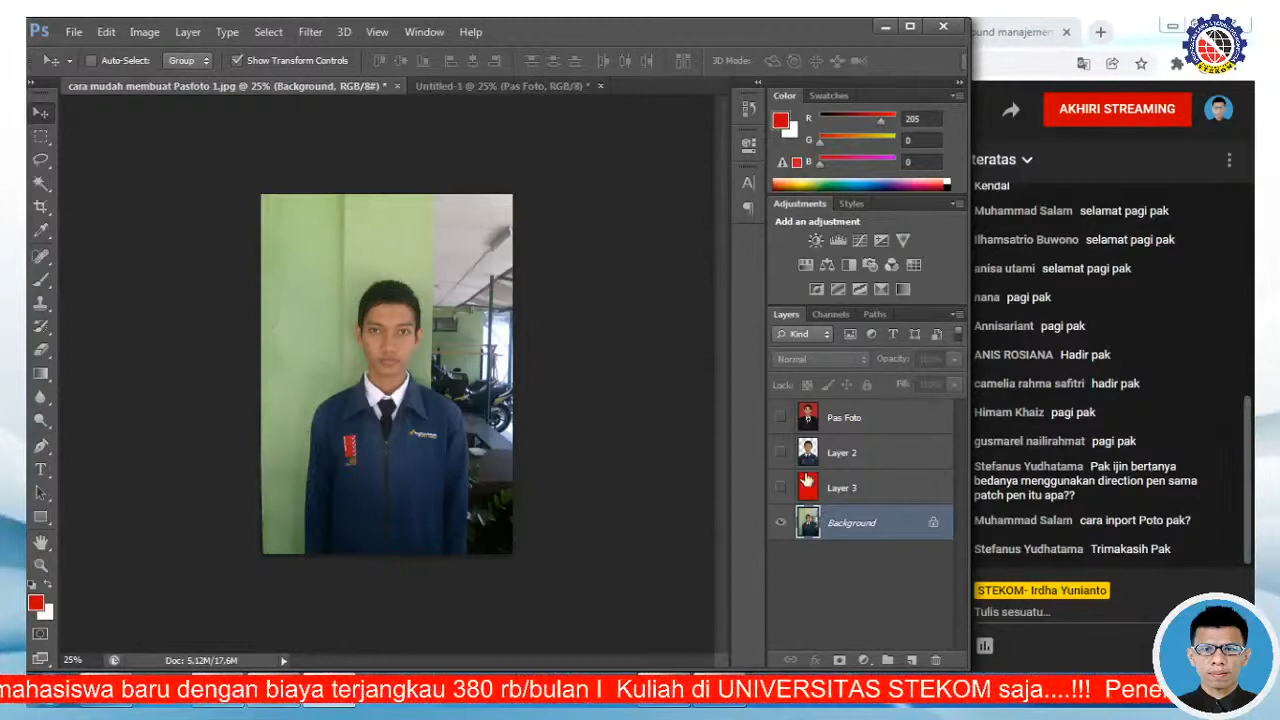 Ps File Edit Image Layer Type Select Filter 3D View Window Help
Auto-Select: Group Show Transform Controls 3D Mode:
cara mudah membuat Pasfoto 1.jpg @ 25% (Background, RGB/8#) * × Untitled-1 @ 25% (Pas Foto, RGB/8) * ×
Color Swatches
R 205
G 0
B 0
Adjustments Styles
Add an adjustment
Layers Channels Paths
Kind
Normal Opacity: 100%
Lock: Fill: 100%
Pas Foto
Layer 2
Layer 3
Background
25% Doc: 5,12M/17,6M
ound manajemen
STEKOM
AKHIRI STREAMING
teratas
Kendal
Muhammad Salam selamat pagi pak
Ilhamsatrio Buwono selamat pagi pak
anisa utami selamat pagi pak
nana pagi pak
Annisariant pagi pak
ANIS ROSIANA Hadir pak
camelia rahma safitri hadir pak
Himam Khaiz pagi pak
gusmarel nailirahmat pagi pak
Stefanus Yudhatama Pak ijin bertanya
bedanya menggunakan direction pen sama
patch pen itu apa??
Muhammad Salam cara inport Poto pak?
Stefanus Yudhatama Trimakasih Pak
STEKOM- Irdha Yunianto
Tulis sesuatu...
mahasiswa baru dengan biaya terjangkau 380 rb/bulan I Kuliah di UNIVERSITAS STEKOM saja....!!! Pene